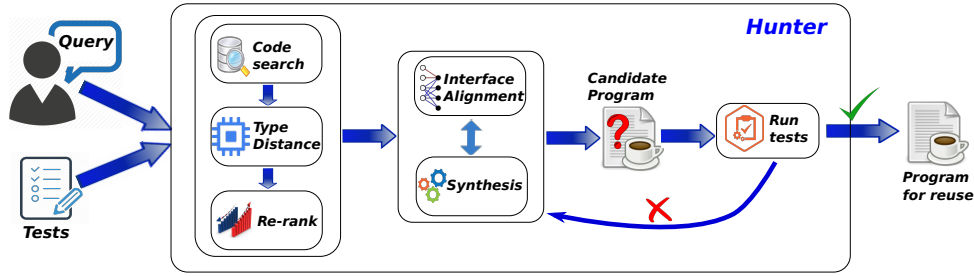 Hunter
Query
Tests
Code
search
Type
Distance
Re-rank
Interface
Alignment
Synthesis
Candidate
Program
?
Run
tests
Program
for reuse